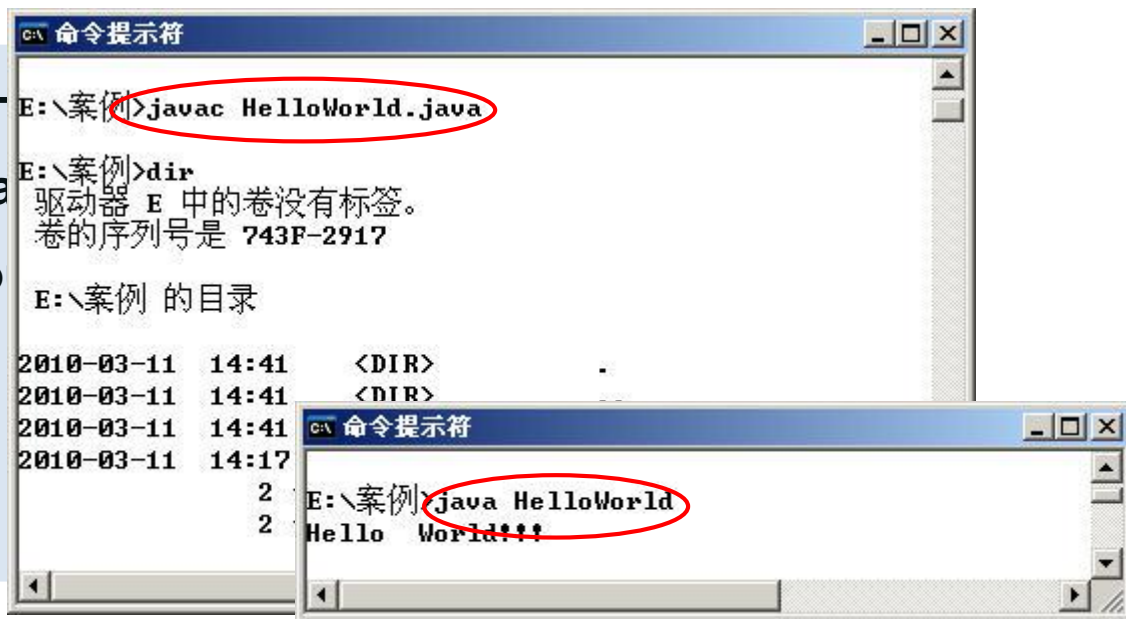 命令提示符
E:\案例>javac HelloWorld.java
E:\案例>dir
驱动器 E 中的卷没有标签。
卷的序列号是 743F-2917
E:\案例 的目录
2010-03-11 14:41 <DIR> .
2010-03-11 14:41 <DIR> ..
2010-03-11 14:41
2010-03-11 14:17
2
2
命令提示符
E:\案例>java HelloWorld
Hello World!!!